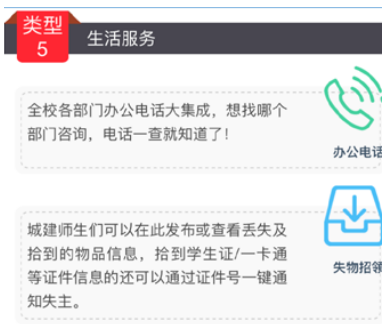 类型
5
生活服务
全校各部门办公电话大集成，想找哪个
部门咨询，电话一查就知道了！
办公电话
城建师生们可以在此发布或查看丢失及
拾到的物品信息，拾到学生证/一卡通
等证件信息的还可以通过证件号一键通
知失主。
失物招领